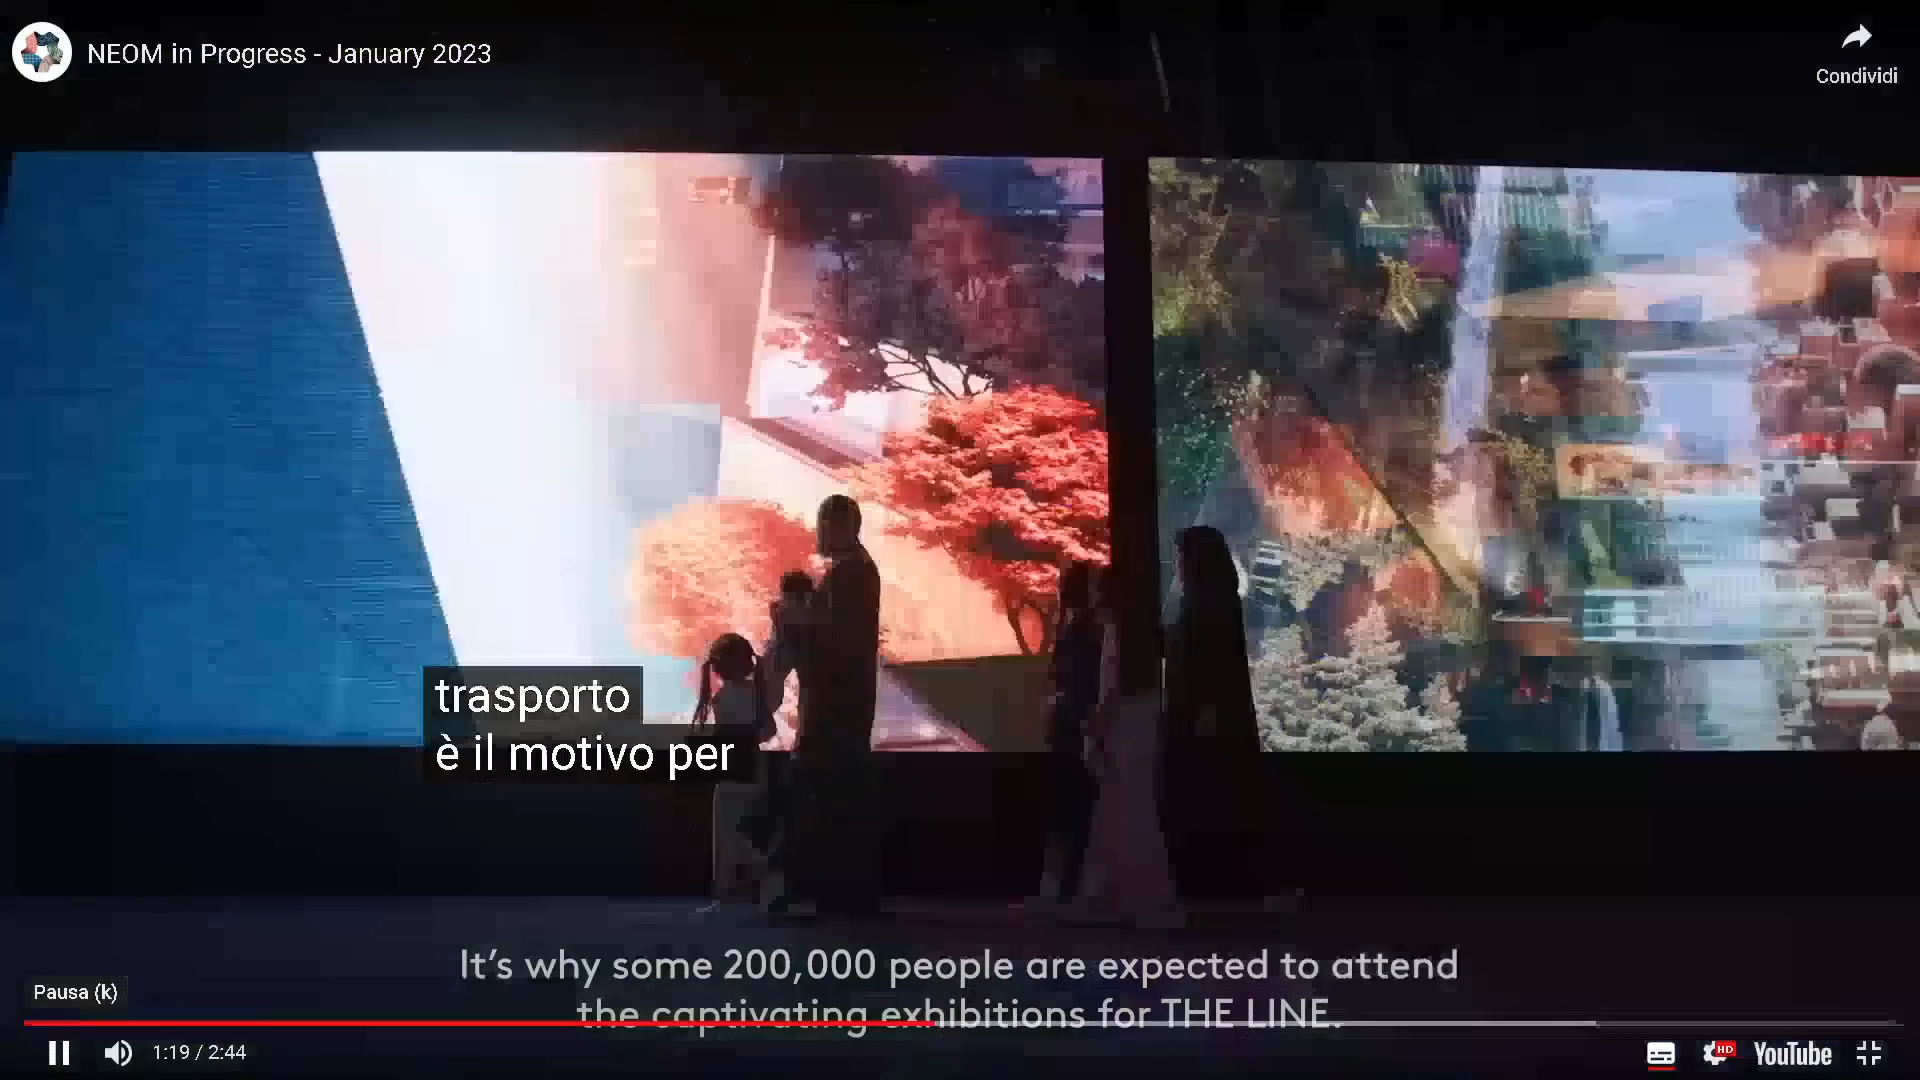 NEOM in Progress - January 2023
Condividi
trasporto
è il motivo per
It's why some 200,000 people are expected to attend
the captivating exhibitions for THE LINE.
Pausa (k)
1:19 / 2:44
HD
YouTube